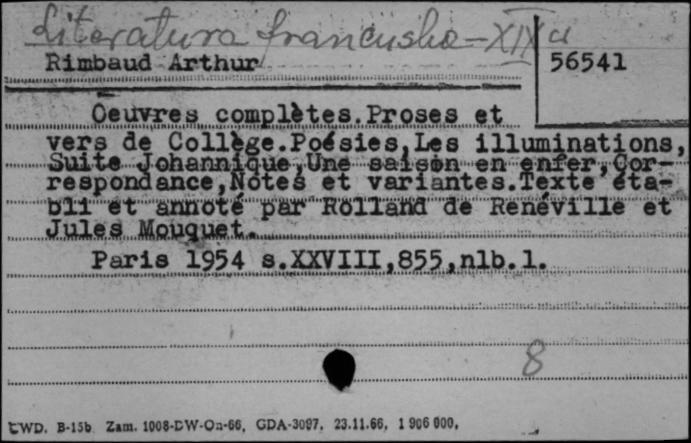 Literatura francuska - XIX w
Rimbaud Arthur
56541
Oeuvres complètes.Proses et
vers de Collège.Poésies,Les illuminations,
Suite Johannique,Une saison en enfer,Cor-
respondance,Notes et variantes.Texte éta-
bli et annoté par Rolland de Renéville et
Jules Mouquet.
Paris 1954 s.XXVIII,855,nlb.1.
8
CWD. B-15b Zam. 1008-DW-On-66, GDA-3097, 23.11.66, 1 906 000,